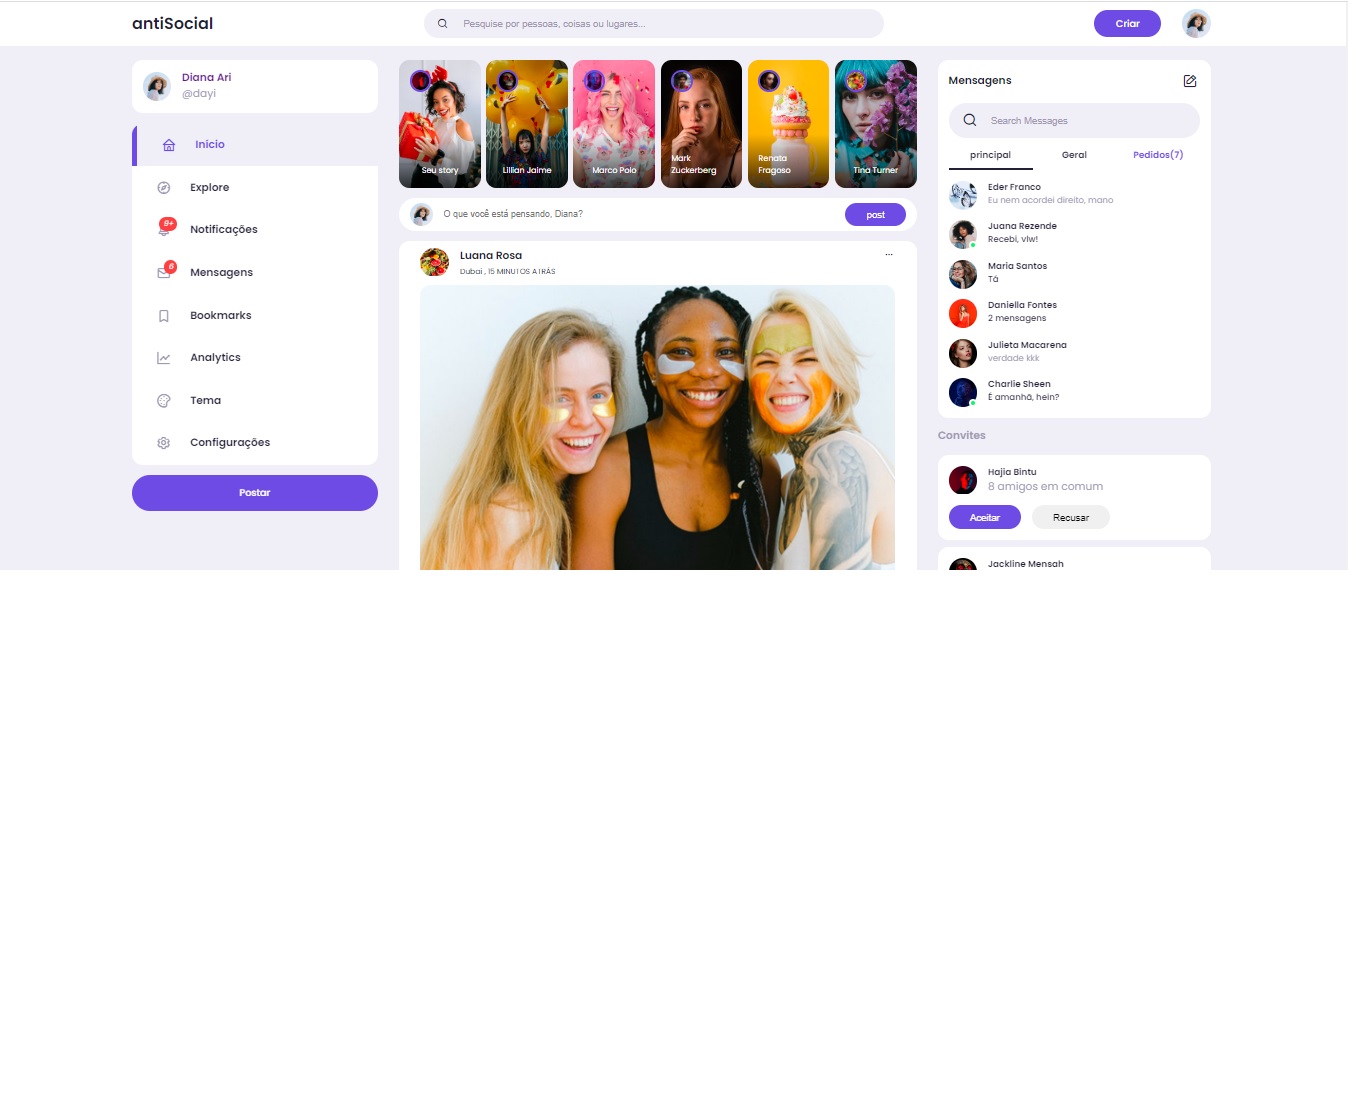 antiSocial
Pesquise por pessoas, coisas ou lugares...
Criar
Diana Ari
@dayi
Início
Explore
9+
Notificações
6
Mensagens
Bookmarks
Analytics
Tema
Configurações
Postar
Seu story
Lillian Jaime
Marco Polo
Mark
Zuckerberg
Renata
Fragoso
Tina Turner
O que você está pensando, Diana?
post
Luana Rosa
Dubai , 15 MINUTOS ATRÁS
...
Mensagens
Search Messages
principal
Geral
Pedidos(7)
Eder Franco
Eu nem acordei direito, mano
Juana Rezende
Recebi, vlw!
Maria Santos
Tá
Daniella Fontes
2 mensagens
Julieta Macarena
verdade kkk
Charlie Sheen
É amanhã, hein?
Convites
Hajia Bintu
8 amigos em comum
Aceitar
Recusar
Jackline Mensah